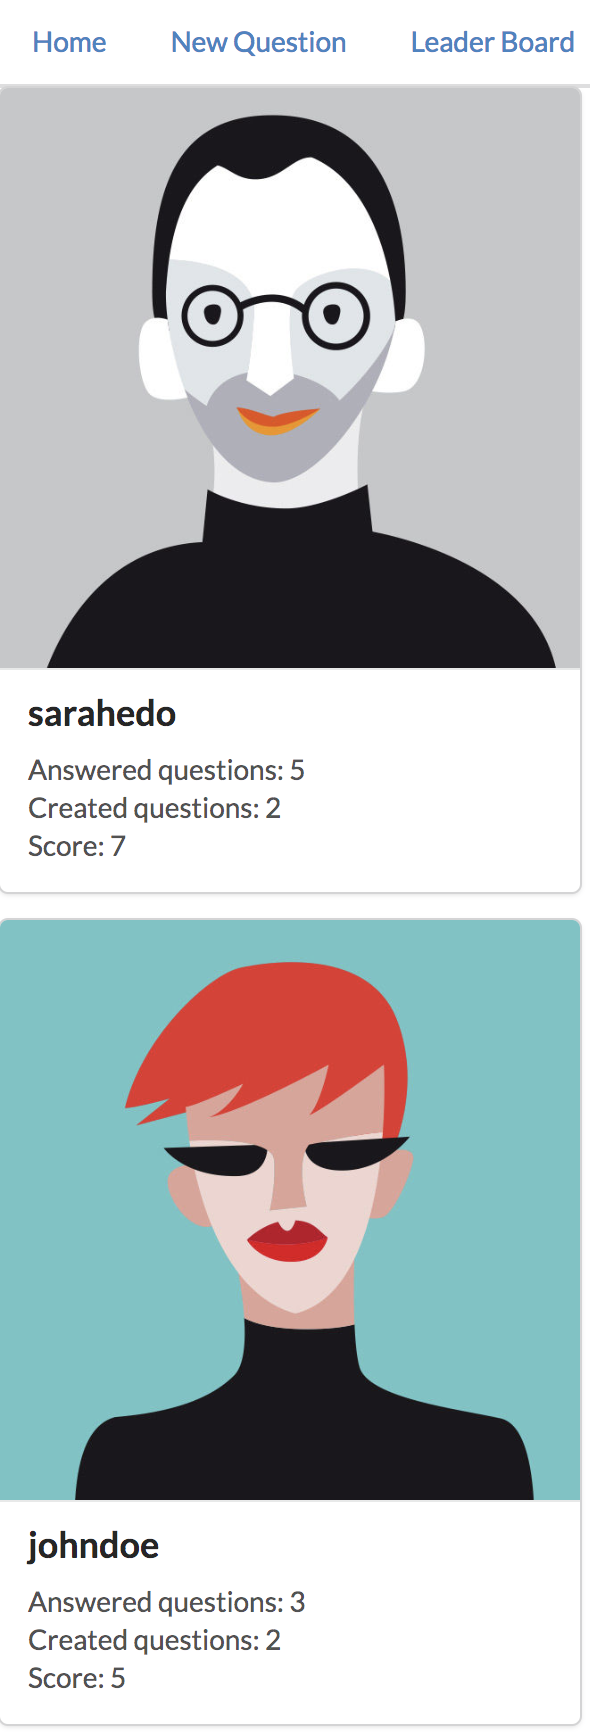 Home New Question Leader Board
sarahedo
Answered questions: 5
Created questions: 2
Score: 7
johndoe
Answered questions: 3
Created questions: 2
Score: 5